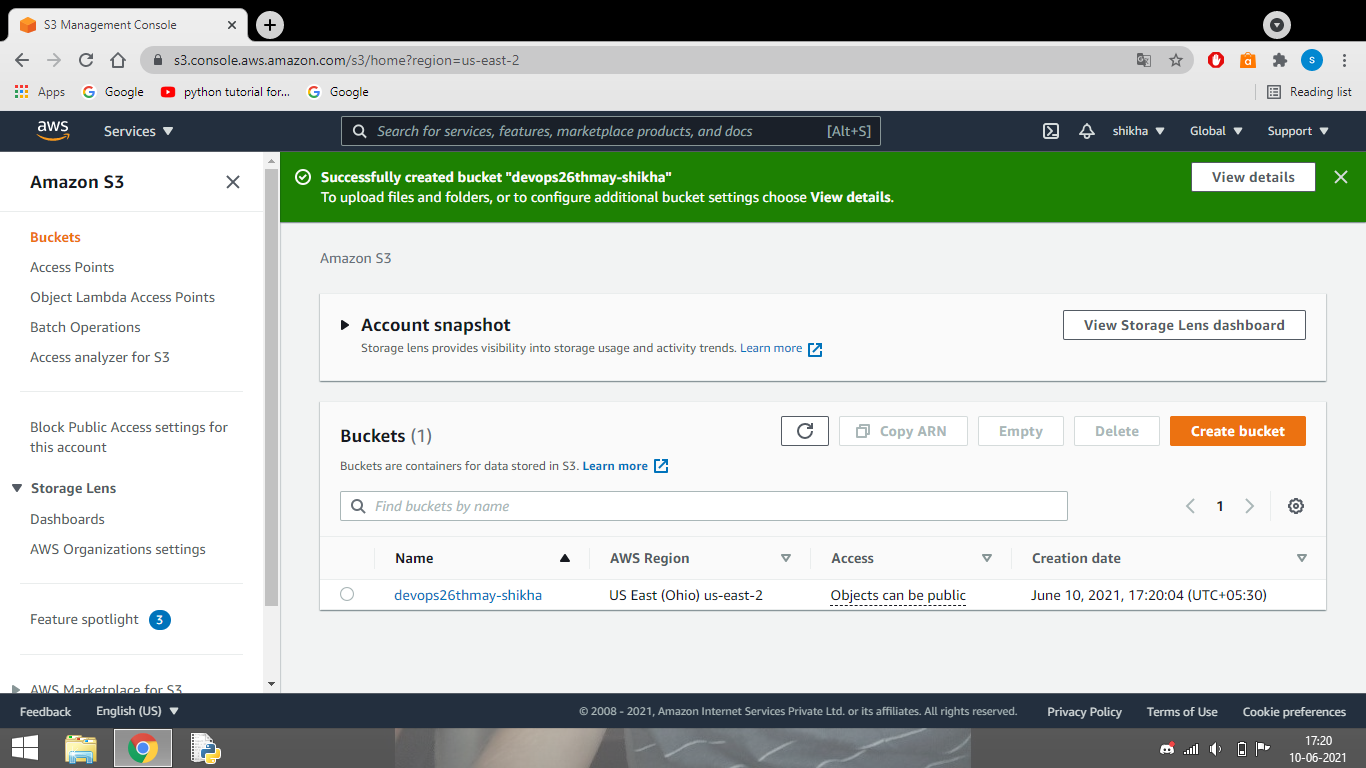 S3 Management Console
s3.console.aws.amazon.com/s3/home?region=us-east-2
s
Apps
Google
python tutorial for...
Google
Reading list
aws
Services
Search for services, features, marketplace products, and docs
[Alt+S]
shikha
Global
Support
Amazon S3
Buckets
Access Points
Object Lambda Access Points
Batch Operations
Access analyzer for S3
Block Public Access settings for
this account
Storage Lens
Dashboards
AWS Organizations settings
Feature spotlight 3
AWS Marketplace for S3
Successfully created bucket "devops26thmay-shikha"
To upload files and folders, or to configure additional bucket settings choose View details.
View details
Amazon S3
Account snapshot
Storage lens provides visibility into storage usage and activity trends. Learn more
View Storage Lens dashboard
Buckets (1)
Buckets are containers for data stored in S3. Learn more
Copy ARN
Empty
Delete
Create bucket
Find buckets by name
1
Name AWS Region Access Creation date
devops26thmay-shikha US East (Ohio) us-east-2 Objects can be public June 10, 2021, 17:20:04 (UTC+05:30)
Feedback
English (US)
© 2008 - 2021, Amazon Internet Services Private Ltd. or its affiliates. All rights reserved.
Privacy Policy
Terms of Use
Cookie preferences
17:20
10-06-2021